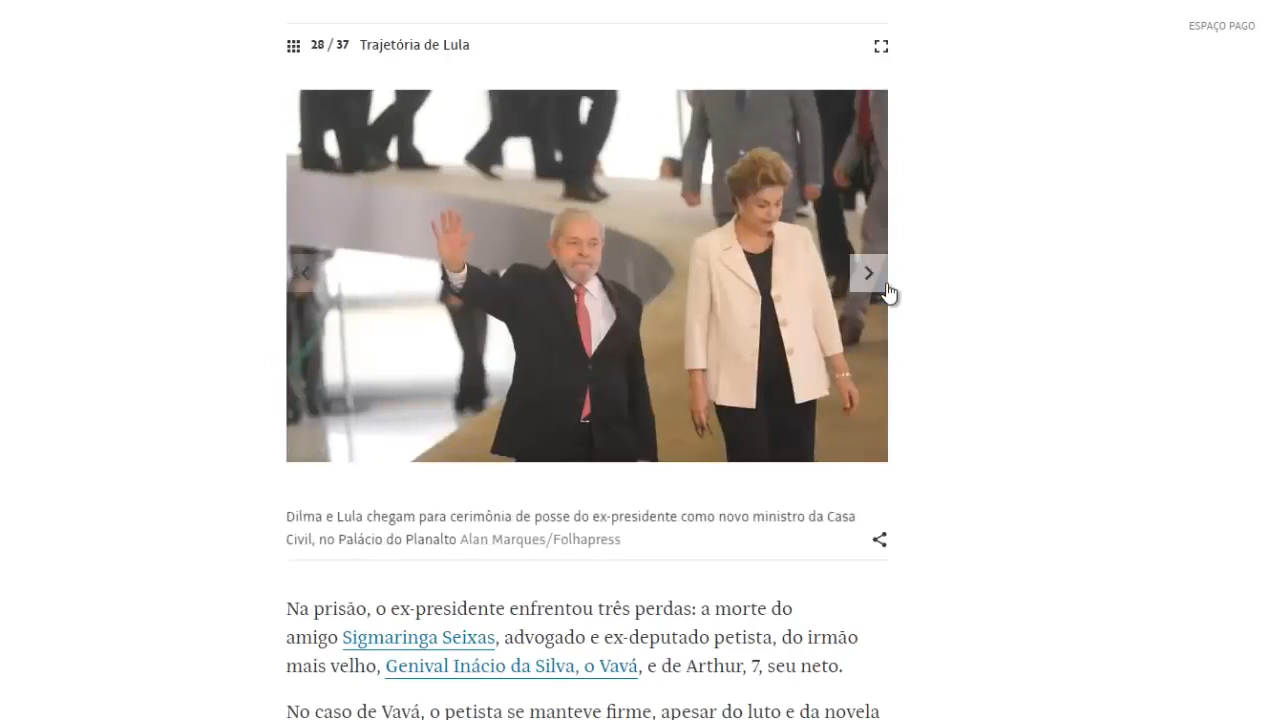 ESPAÇO PAGO
28 / 37 Trajetória de Lula
Dilma e Lula chegam para cerimônia de posse do ex-presidente como novo ministro da Casa
Civil, no Palácio do Planalto Alan Marques/Folhapress
Na prisão, o ex-presidente enfrentou três perdas: a morte do
amigo Sigmaringa Seixas, advogado e ex-deputado petista, do irmão
mais velho, Genival Inácio da Silva, o Vavá, e de Arthur, 7, seu neto.
No caso de Vavá, o petista se manteve firme, apesar do luto e da novela